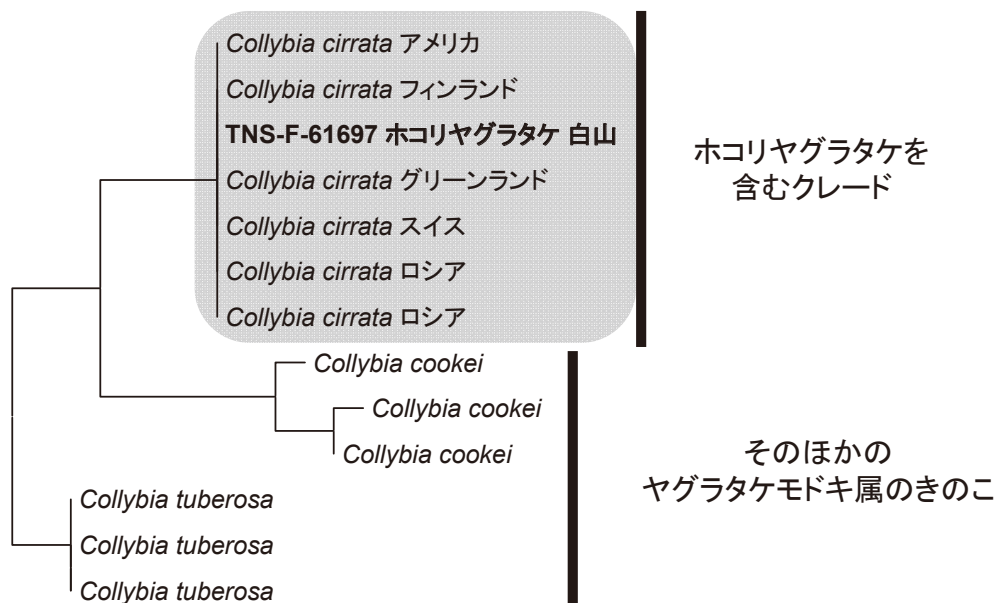 Collybia cirrata アメリカ
Collybia cirrata フィンランド
TNS-F-61697 ホコリヤグラタケ 白山
Collybia cirrata グリーンランド
Collybia cirrata スイス
Collybia cirrata ロシア
Collybia cirrata ロシア
ホコリヤグラタケを
含むクレード
Collybia cookei
Collybia cookei
Collybia cookei
Collybia tuberosa
Collybia tuberosa
Collybia tuberosa
そのほかの
ヤグラタケモドキ属のきのこ